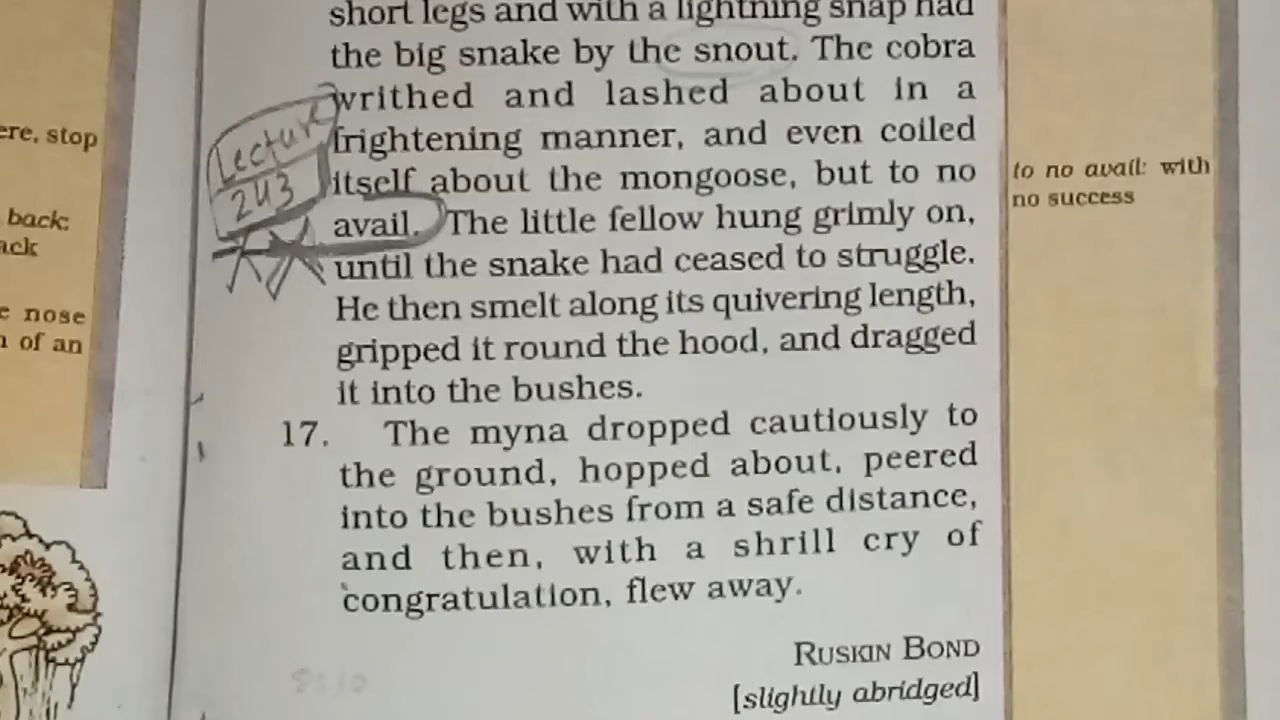 short legs and with a lightning snap had
the big snake by the snout. The cobra
writhed and lashed about in a
frightening manner, and even coiled
itself about the mongoose, but to no
avail. The little fellow hung grimly on,
until the snake had ceased to struggle.
He then smelt along its quivering length,
gripped it round the hood, and dragged
it into the bushes.
17. The myna dropped cautiously to
the ground, hopped about, peered
into the bushes from a safe distance,
and then, with a shrill cry of
congratulation, flew away.
RUSKIN BOND
[slightly abridged]
Lecture
243
to no avail: with
no success
ere, stop
back:
ack
e nose
of an